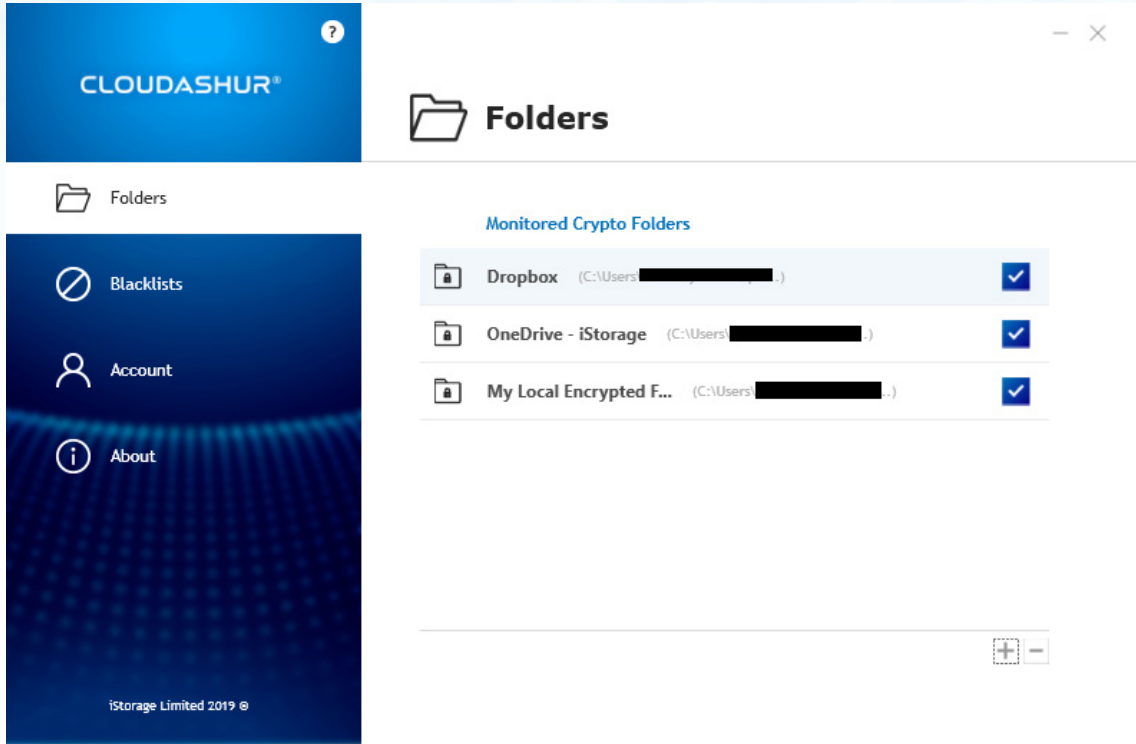 ?
CLOUDASHUR®
Folders
Folders
Blacklists
Account
About
iStorage Limited 2019 ©
Monitored Crypto Folders
Dropbox (C:\Users\ ..)
OneDrive - iStorage (C:\Users\ ..)
My Local Encrypted F... (C:\Users\ ..)